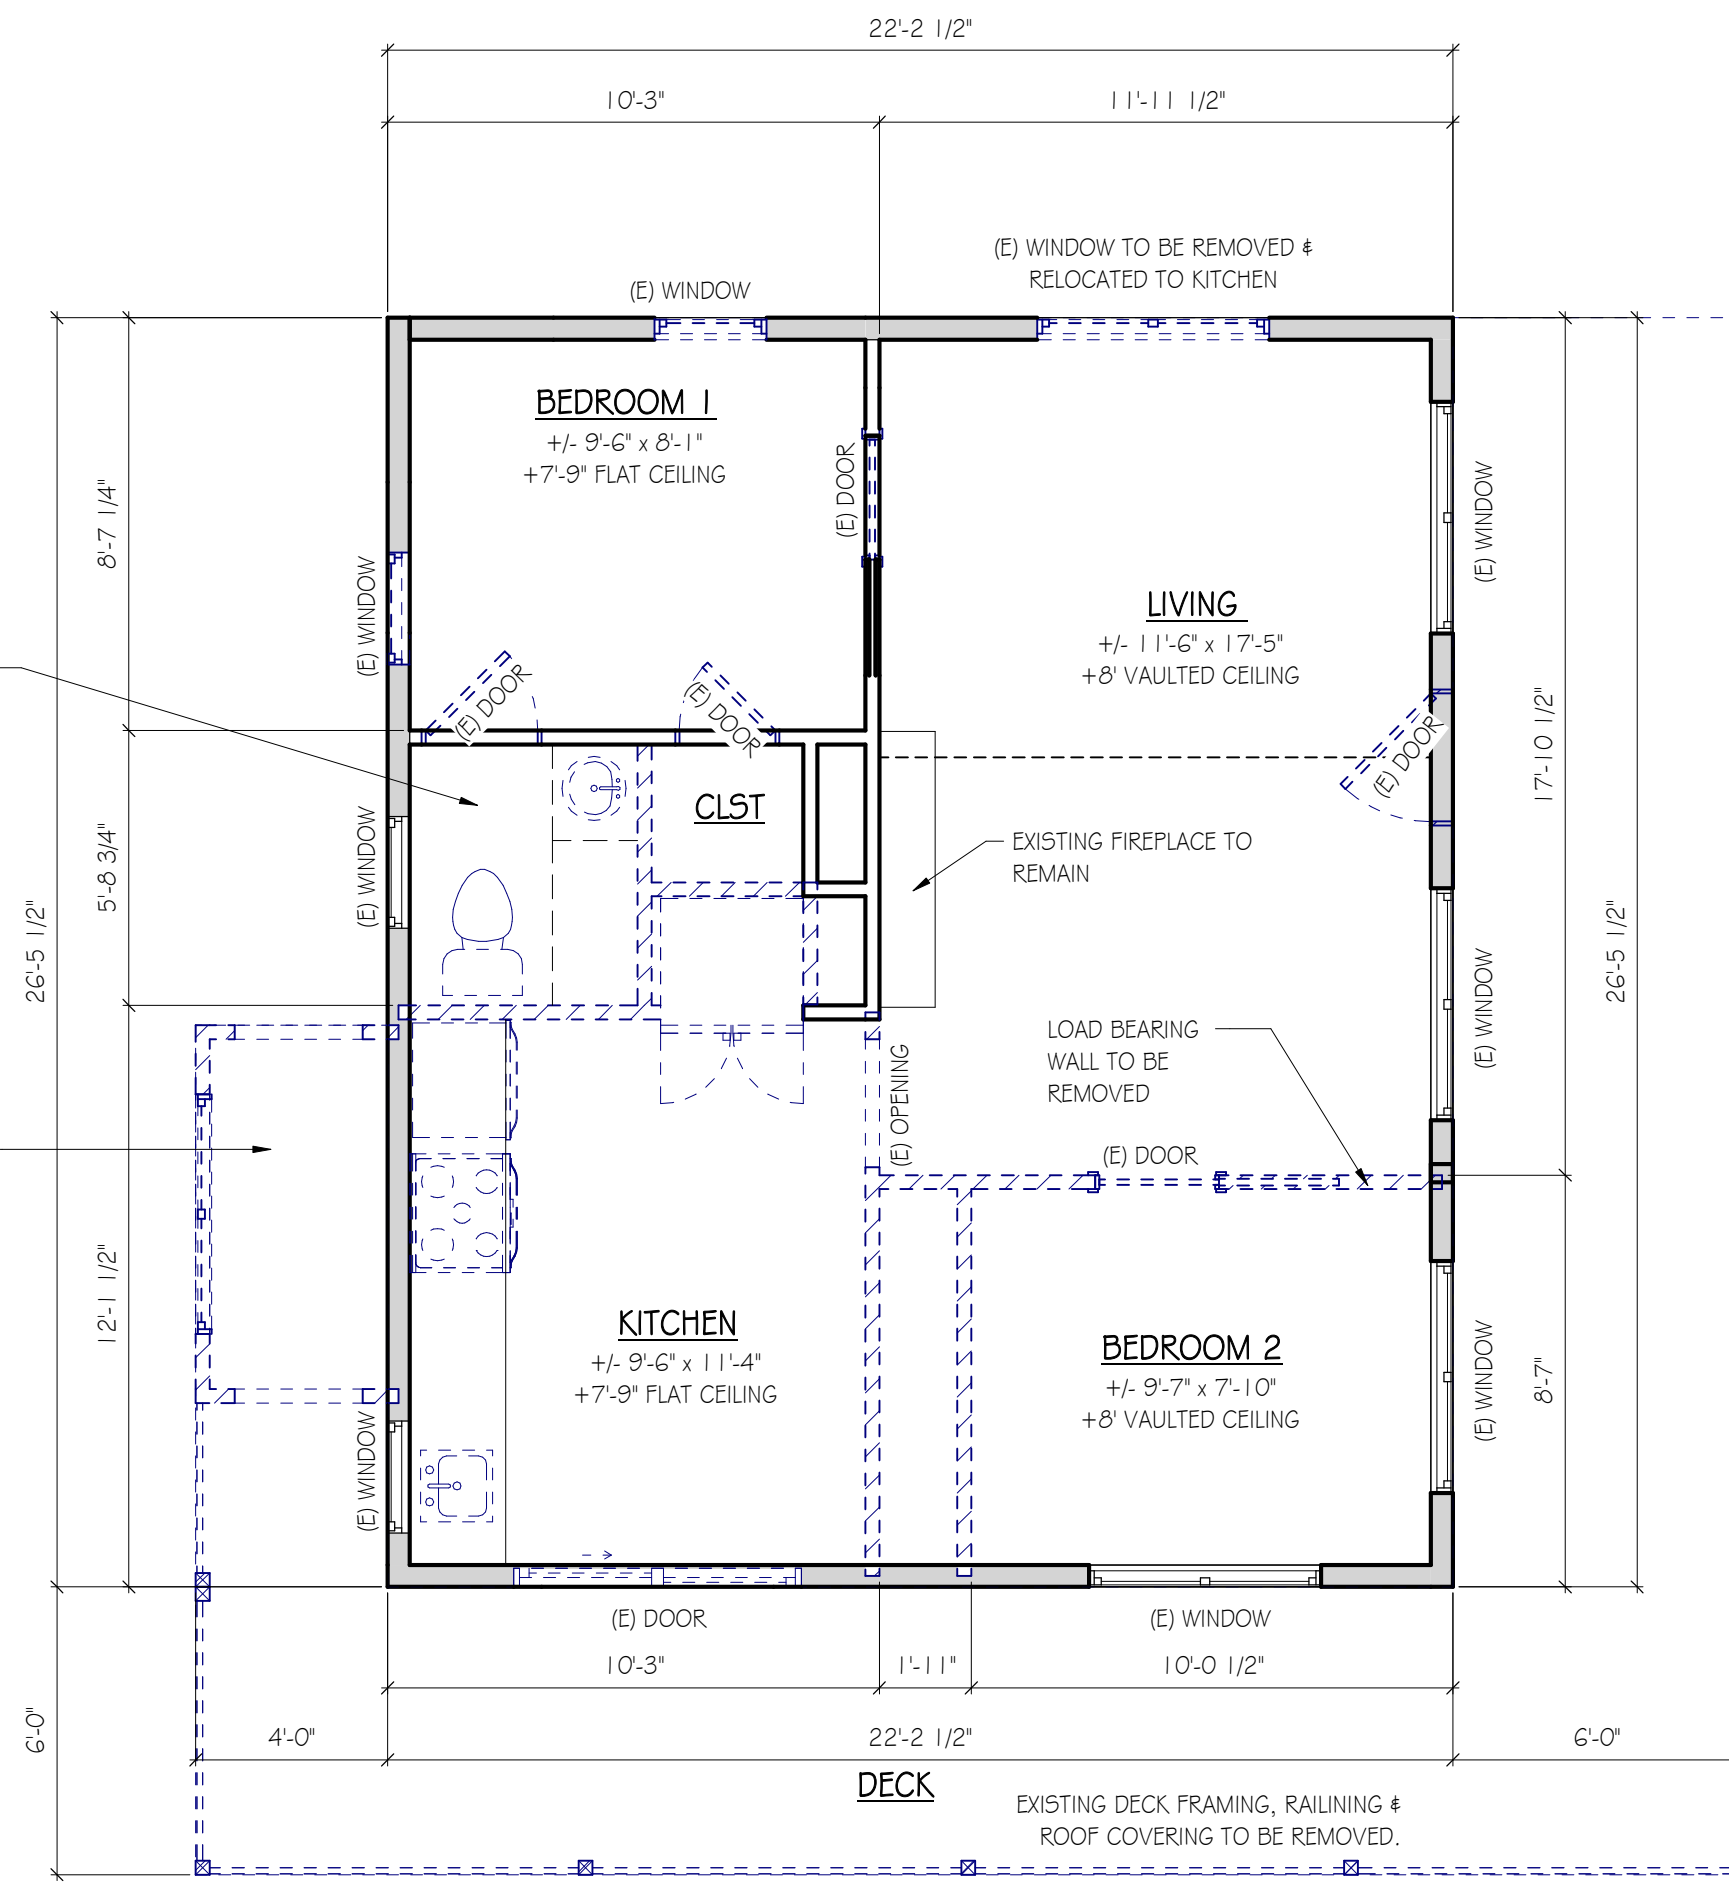 22'-2 1/2"
10'-3"
11'-11 1/2"
(E) WINDOW TO BE REMOVED &
RELOCATED TO KITCHEN
(E) WINDOW
BEDROOM 1
+/- 9'-6" x 8'-1"
+7'-9" FLAT CEILING
(E) DOOR
(E) WINDOW
8'-7 1/4"
(E) WINDOW
LIVING
+/- 11'-6" x 17'-5"
+8' VAULTED CEILING
(E) DOOR
(E) DOOR
(E) DOOR
17'-10 1/2"
CLST
5'-8 3/4"
(E) WINDOW
EXISTING FIREPLACE TO
REMAIN
26'-5 1/2"
(E) WINDOW
26'-5 1/2"
LOAD BEARING
WALL TO BE
REMOVED
(E) OPENING
(E) DOOR
12'-1 1/2"
KITCHEN
+/- 9'-6" x 11'-4"
+7'-9" FLAT CEILING
BEDROOM 2
+/- 9'-7" x 7'-10"
+8' VAULTED CEILING
(E) WINDOW
8'-7"
(E) WINDOW
(E) DOOR
(E) WINDOW
10'-3"
1'-11"
10'-0 1/2"
6'-0"
4'-0"
22'-2 1/2"
6'-0"
DECK
EXISTING DECK FRAMING, RAILINING &
ROOF COVERING TO BE REMOVED.